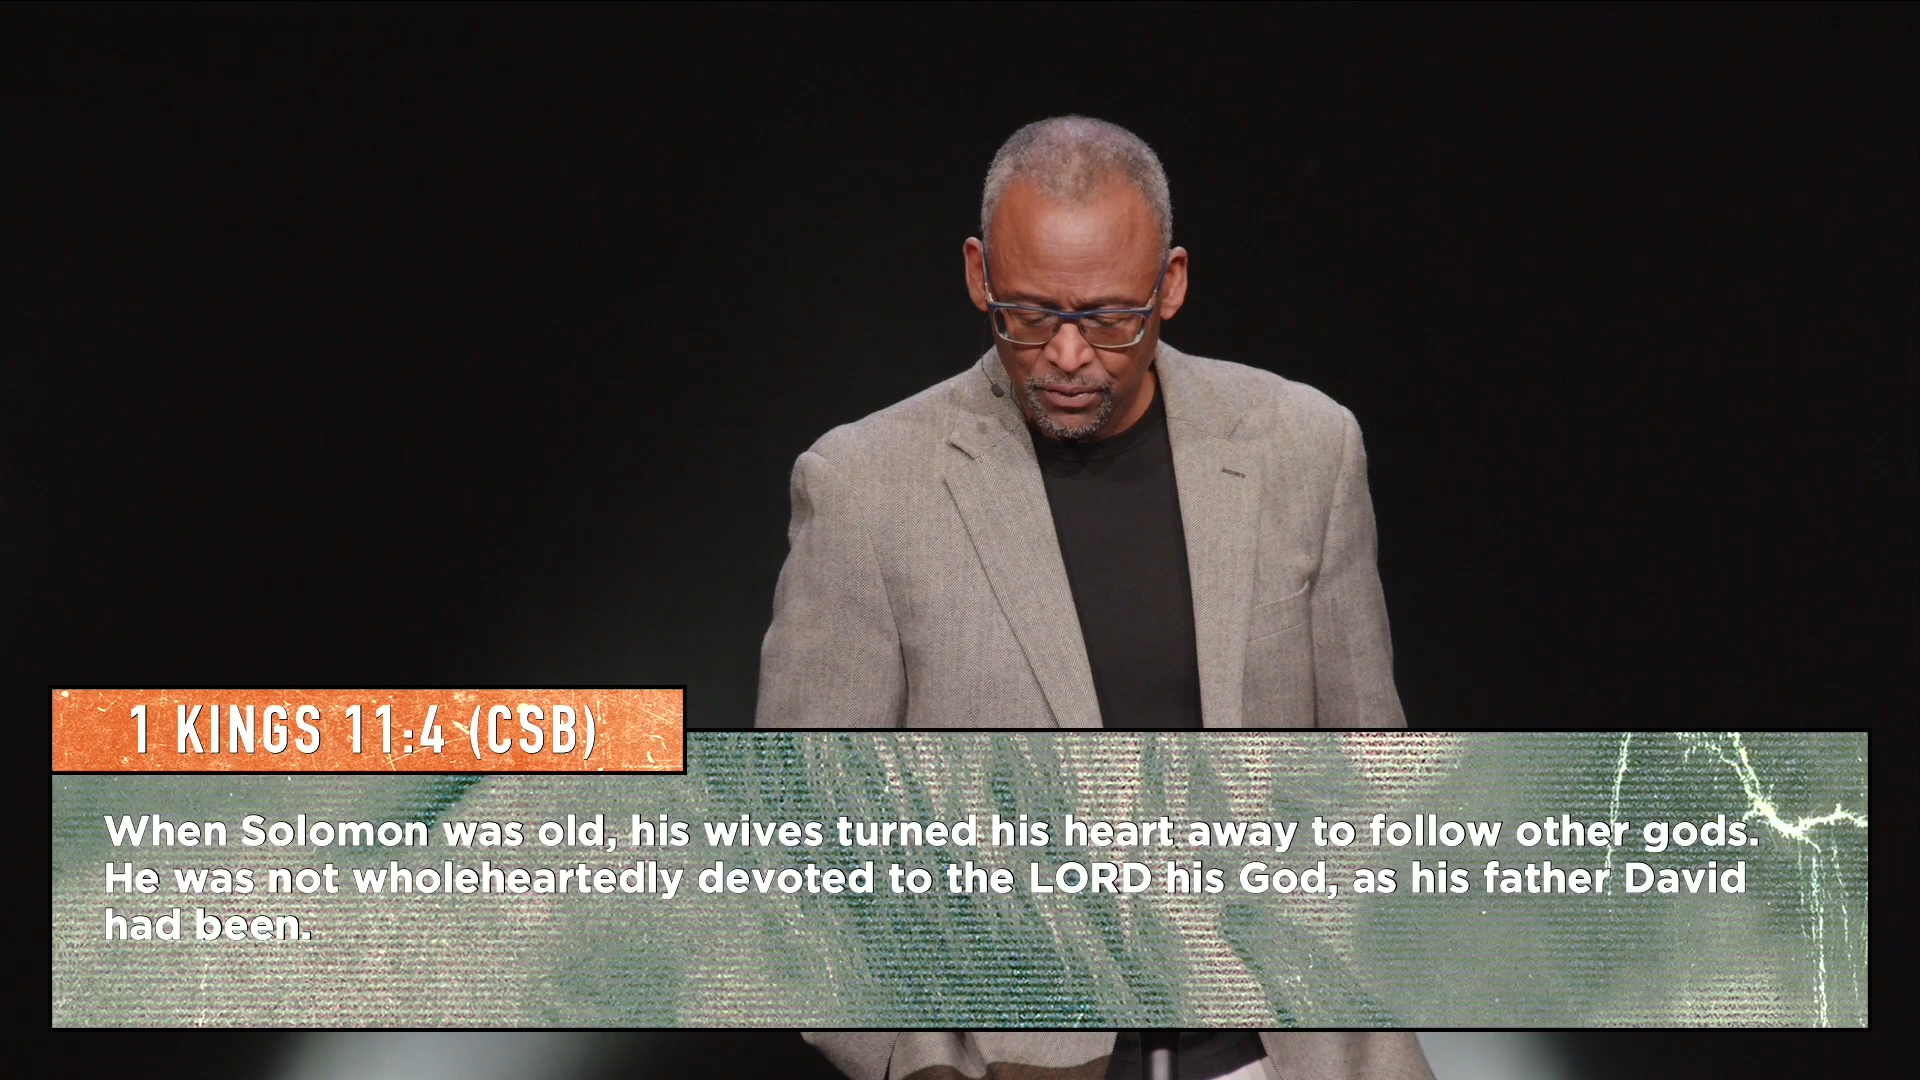 1 KINGS 11:4 (CSB)
When Solomon was old, his wives turned his heart away to follow other gods.
He was not wholeheartedly devoted to the LORD his God, as his father David
had been.